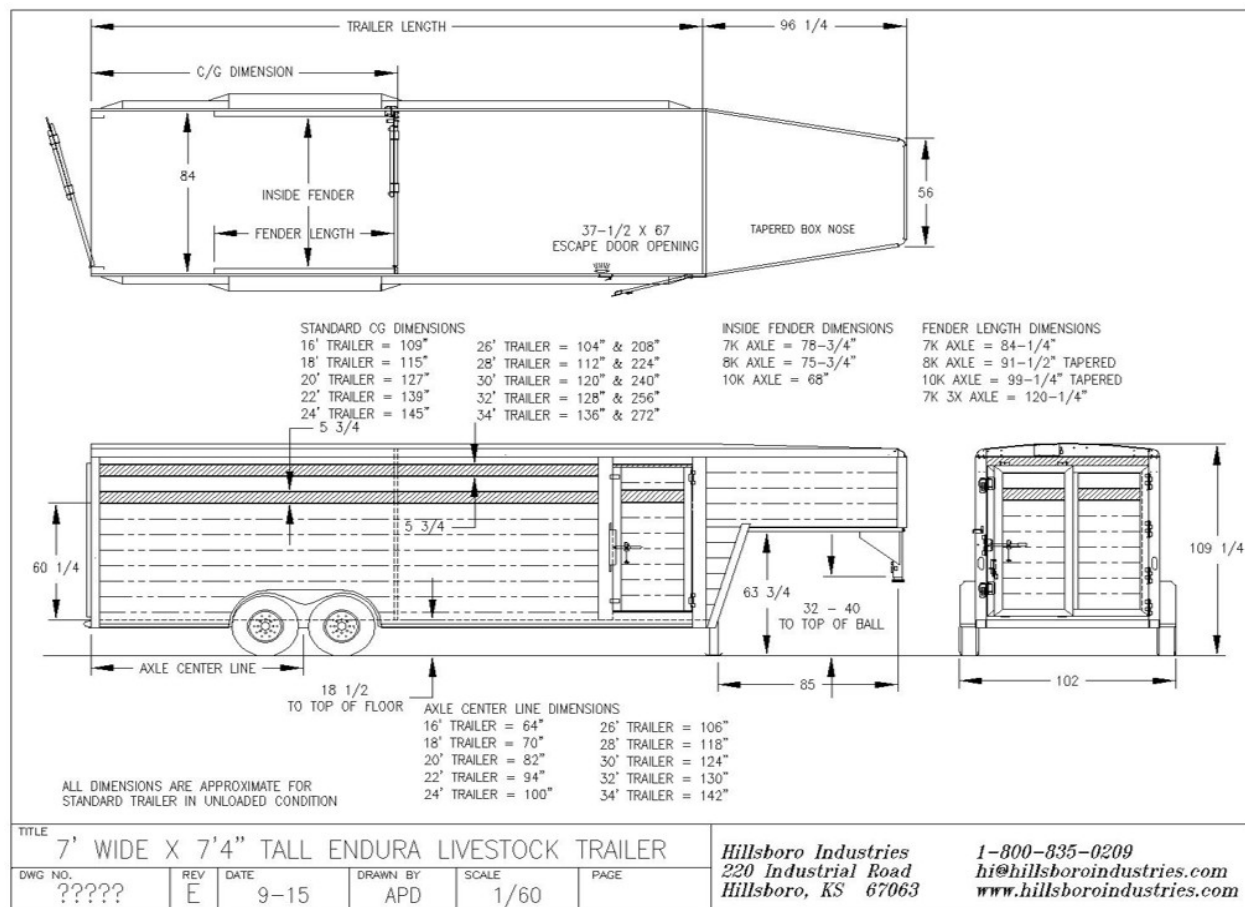 TRAILER LENGTH
96 1/4
C/G DIMENSION
84
INSIDE FENDER
FENDER LENGTH
37-1/2 X 67
ESCAPE DOOR OPENING
TAPERED BOX NOSE
56
STANDARD CG DIMENSIONS
16' TRAILER = 109"
18' TRAILER = 115"
20' TRAILER = 127"
22' TRAILER = 139"
24' TRAILER = 145"
26' TRAILER = 104" & 208"
28' TRAILER = 112" & 224"
30' TRAILER = 120" & 240"
32' TRAILER = 128" & 256"
34' TRAILER = 136" & 272"
INSIDE FENDER DIMENSIONS
7K AXLE = 78-3/4"
8K AXLE = 75-3/4"
10K AXLE = 68"
FENDER LENGTH DIMENSIONS
7K AXLE = 84-1/4"
8K AXLE = 91-1/2" TAPERED
10K AXLE = 99-1/4" TAPERED
7K 3X AXLE = 120-1/4"
5 3/4
5 3/4
60 1/4
63 3/4
32 - 40
TO TOP OF BALL
109 1/4
AXLE CENTER LINE
18 1/2
TO TOP OF FLOOR
85
102
AXLE CENTER LINE DIMENSIONS
16' TRAILER = 64"
18' TRAILER = 70"
20' TRAILER = 82"
22' TRAILER = 94"
24' TRAILER = 100"
26' TRAILER = 106"
28' TRAILER = 118"
30' TRAILER = 124"
32' TRAILER = 130"
34' TRAILER = 142"
ALL DIMENSIONS ARE APPROXIMATE FOR
STANDARD TRAILER IN UNLOADED CONDITION
TITLE
7' WIDE X 7'4" TALL ENDURA LIVESTOCK TRAILER
DWG NO.
?????
REV
E
DATE
9-15
DRAWN BY
APD
SCALE
1/60
PAGE
Hillsboro Industries
220 Industrial Road
Hillsboro, KS 67063
1-800-835-0209
hi@hillsboroindustries.com
www.hillsboroindustries.com